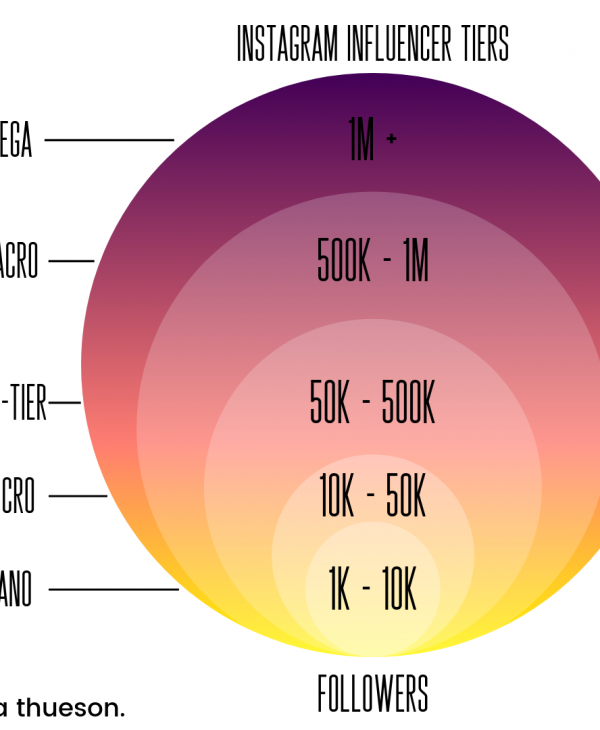 INSTAGRAM INFLUENCER TIERS
EGA
1M +
ACRO
500K - 1M
-TIER
50K - 500K
CRO
10K - 50K
ANO
1K - 10K
FOLLOWERS
a thueson.